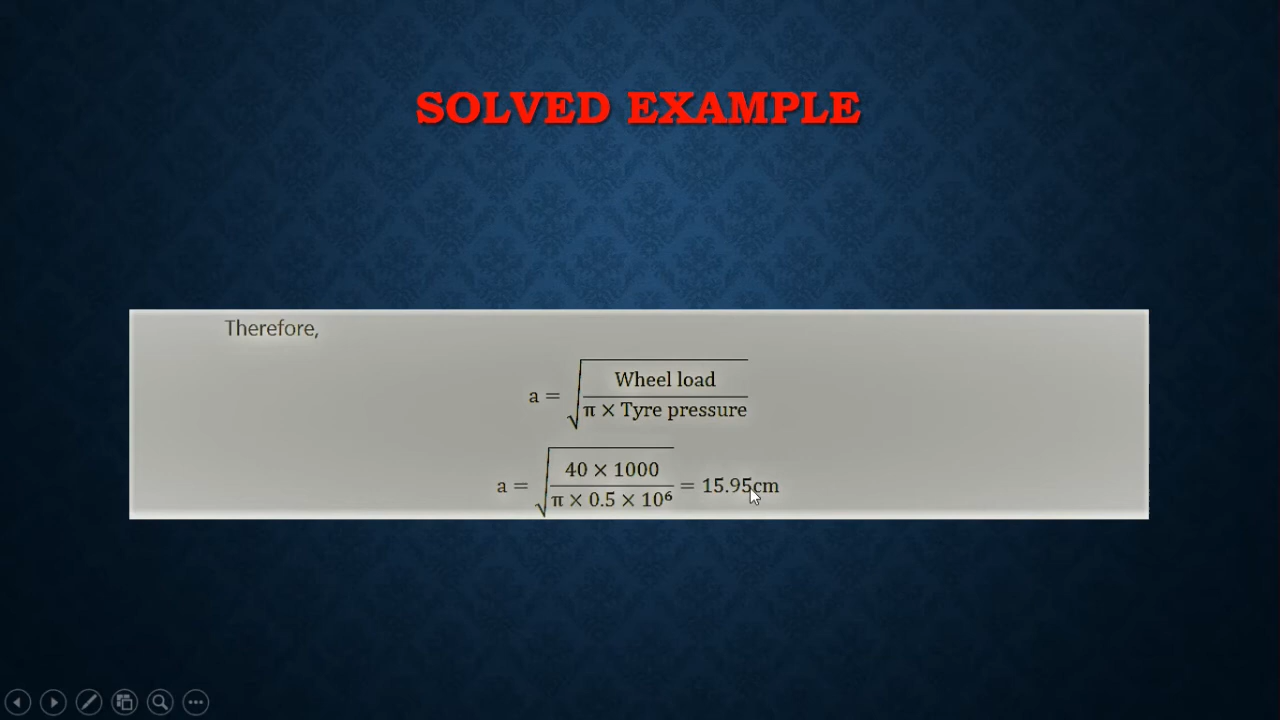 SOLVED EXAMPLE
Therefore,
a = √(Wheel load / π × Tyre pressure)
a = √(40 × 1000 / π × 0.5 × 10⁶) = 15.95cm